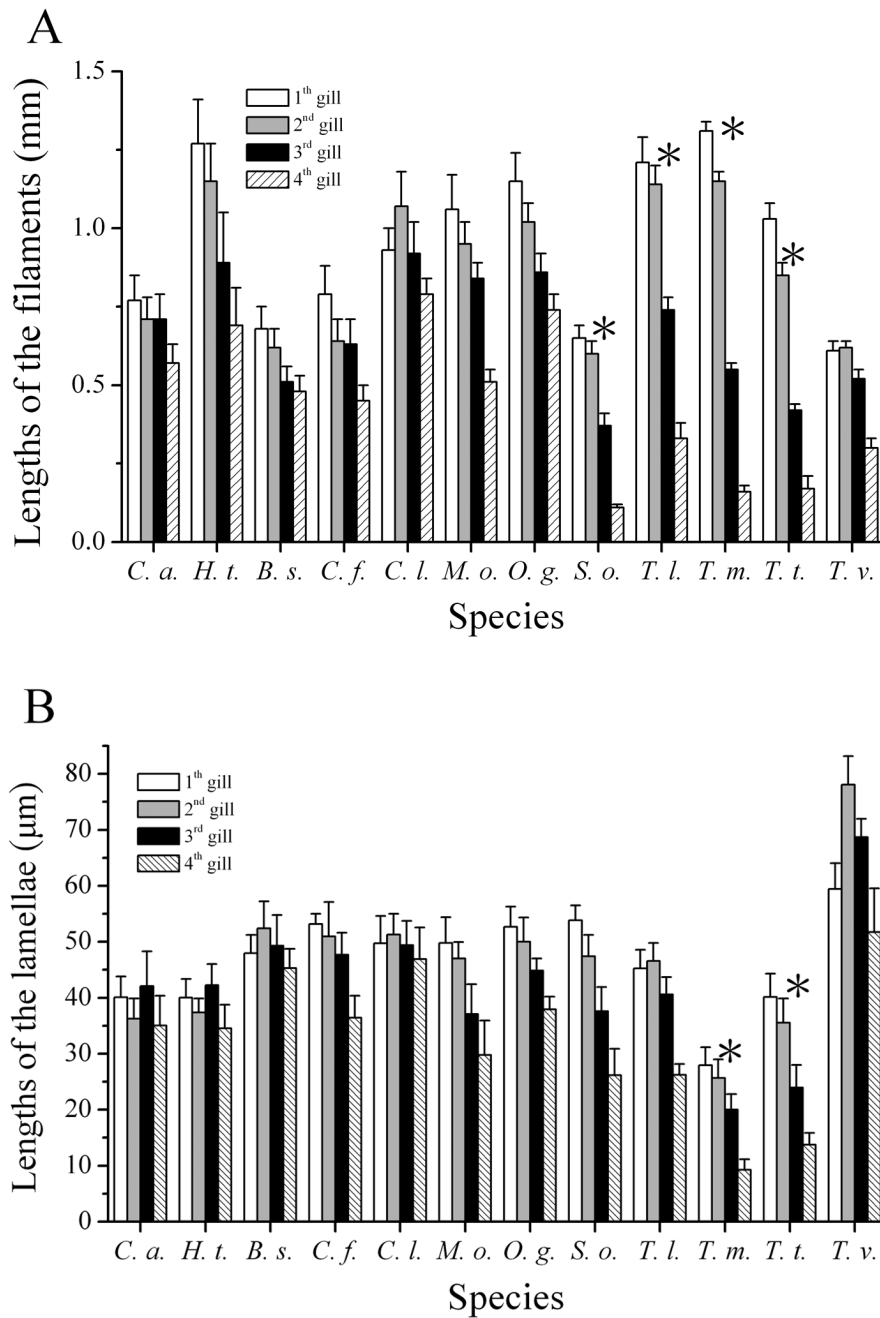 A
1.5
1.0
0.5
0.0
Lengths of the filaments (mm)
1th gill
2nd gill
3rd gill
4th gill
* * * *
C. a. H. t. B. s. C. f. C. l. M. o. O. g. S. o. T. l. T. m. T. t. T. v.
Species
B
80
70
60
50
40
30
20
10
0
Lengths of the lamellae (μm)
1th gill
2nd gill
3rd gill
4th gill
* *
C. a. H. t. B. s. C. f. C. l. M. o. O. g. S. o. T. l. T. m. T. t. T. v.
Species